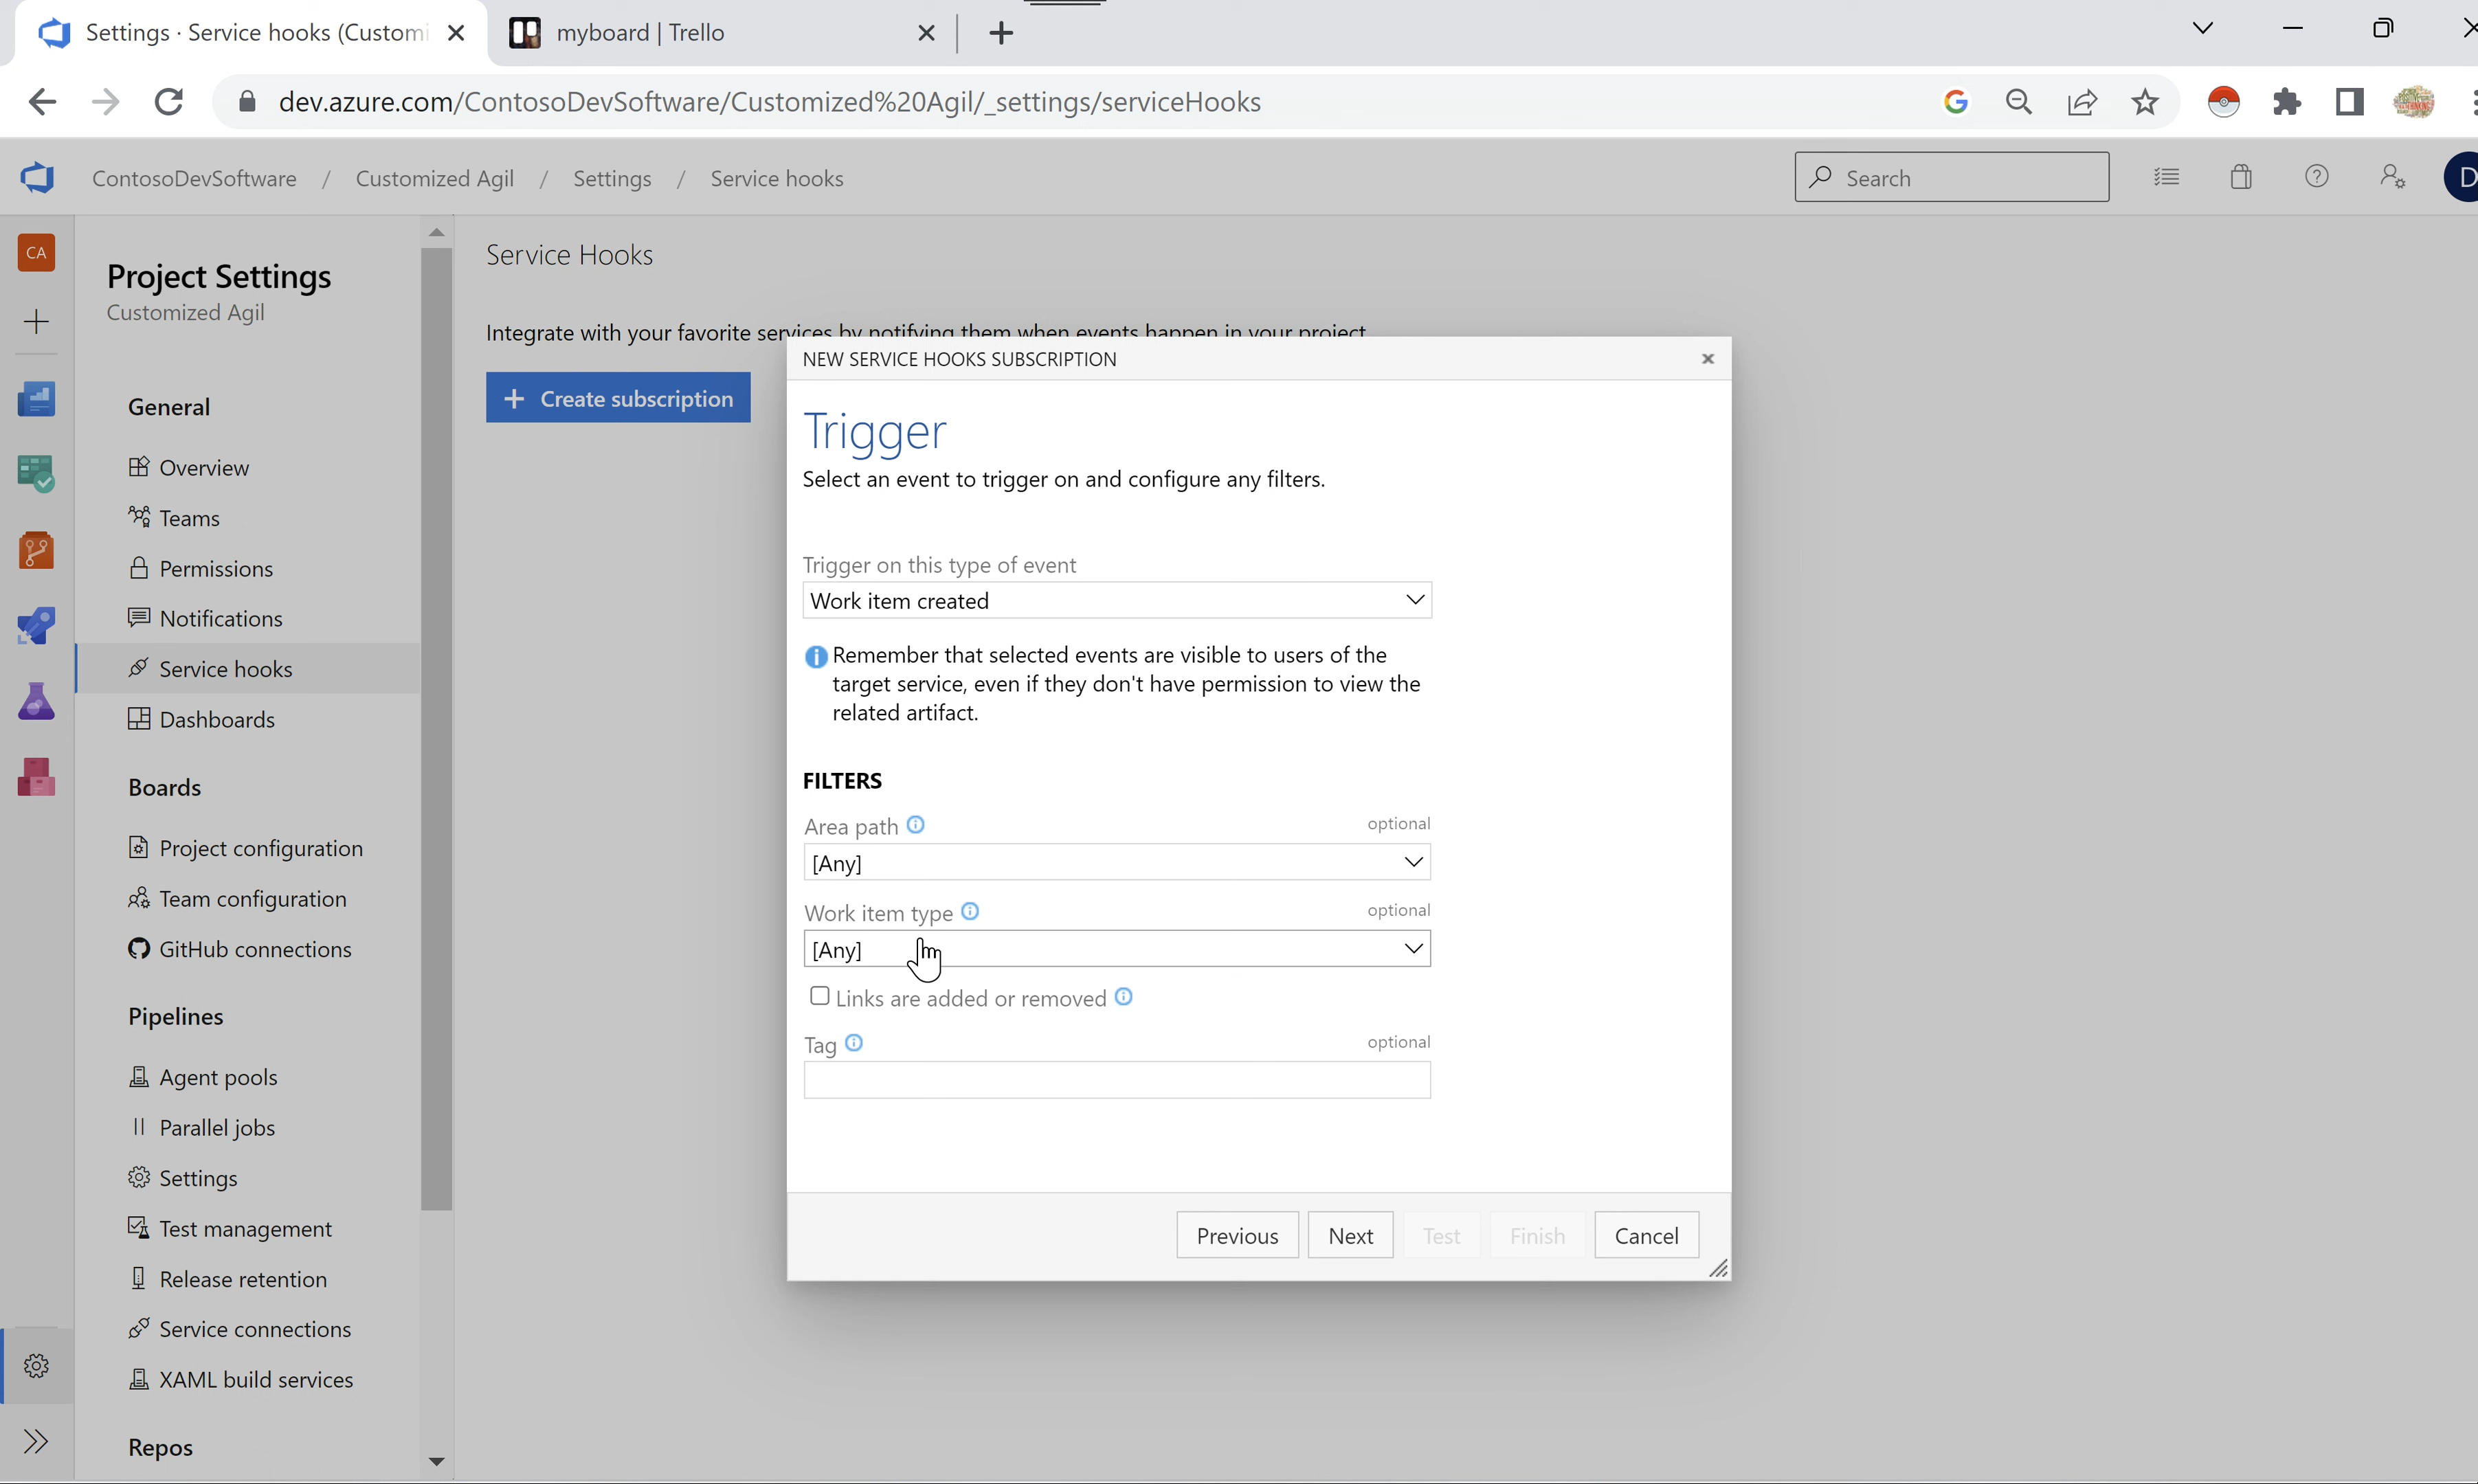 Settings · Service hooks (Customi
myboard | Trello
dev.azure.com/ContosoDevSoftware/Customized%20Agil/_settings/serviceHooks
ContosoDevSoftware / Customized Agil / Settings / Service hooks
Search
D
CA
Project Settings
Customized Agil
General
Overview
Teams
Permissions
Notifications
Service hooks
Dashboards
Boards
Project configuration
Team configuration
GitHub connections
Pipelines
Agent pools
Parallel jobs
Settings
Test management
Release retention
Service connections
XAML build services
Repos
Service Hooks
Integrate with your favorite services by notifying them when events happen in your project
+ Create subscription
NEW SERVICE HOOKS SUBSCRIPTION
Trigger
Select an event to trigger on and configure any filters.
Trigger on this type of event
Work item created
Remember that selected events are visible to users of the
target service, even if they don't have permission to view the
related artifact.
FILTERS
Area path optional
[Any]
Work item type optional
[Any]
Links are added or removed
Tag optional
Previous Next Test Finish Cancel